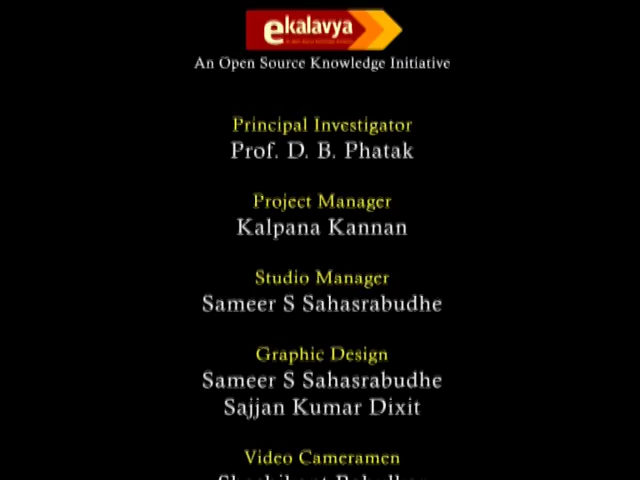 ekalavya
An Open Source Knowledge Initiative
Principal Investigator
Prof. D. B. Phatak
Project Manager
Kalpana Kannan
Studio Manager
Sameer S Sahasrabudhe
Graphic Design
Sameer S Sahasrabudhe
Sajjan Kumar Dixit
Video Cameramen